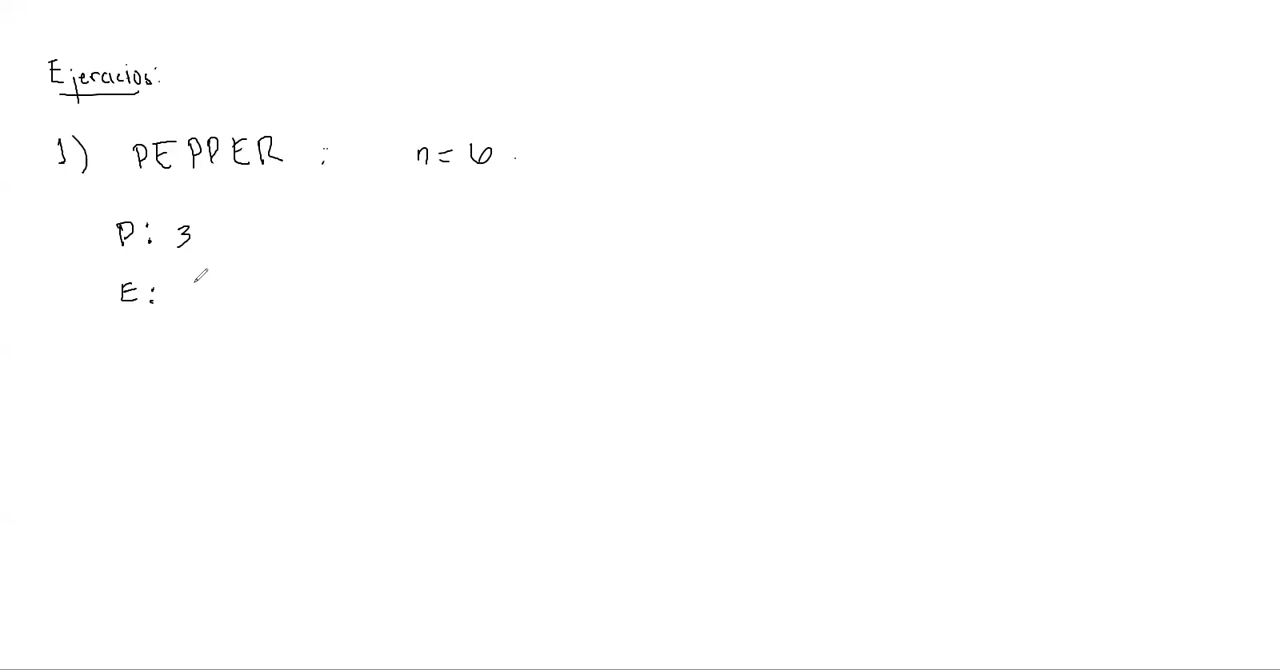 Ejercicios:
1) PEPPER : n = 6.
P: 3
E: